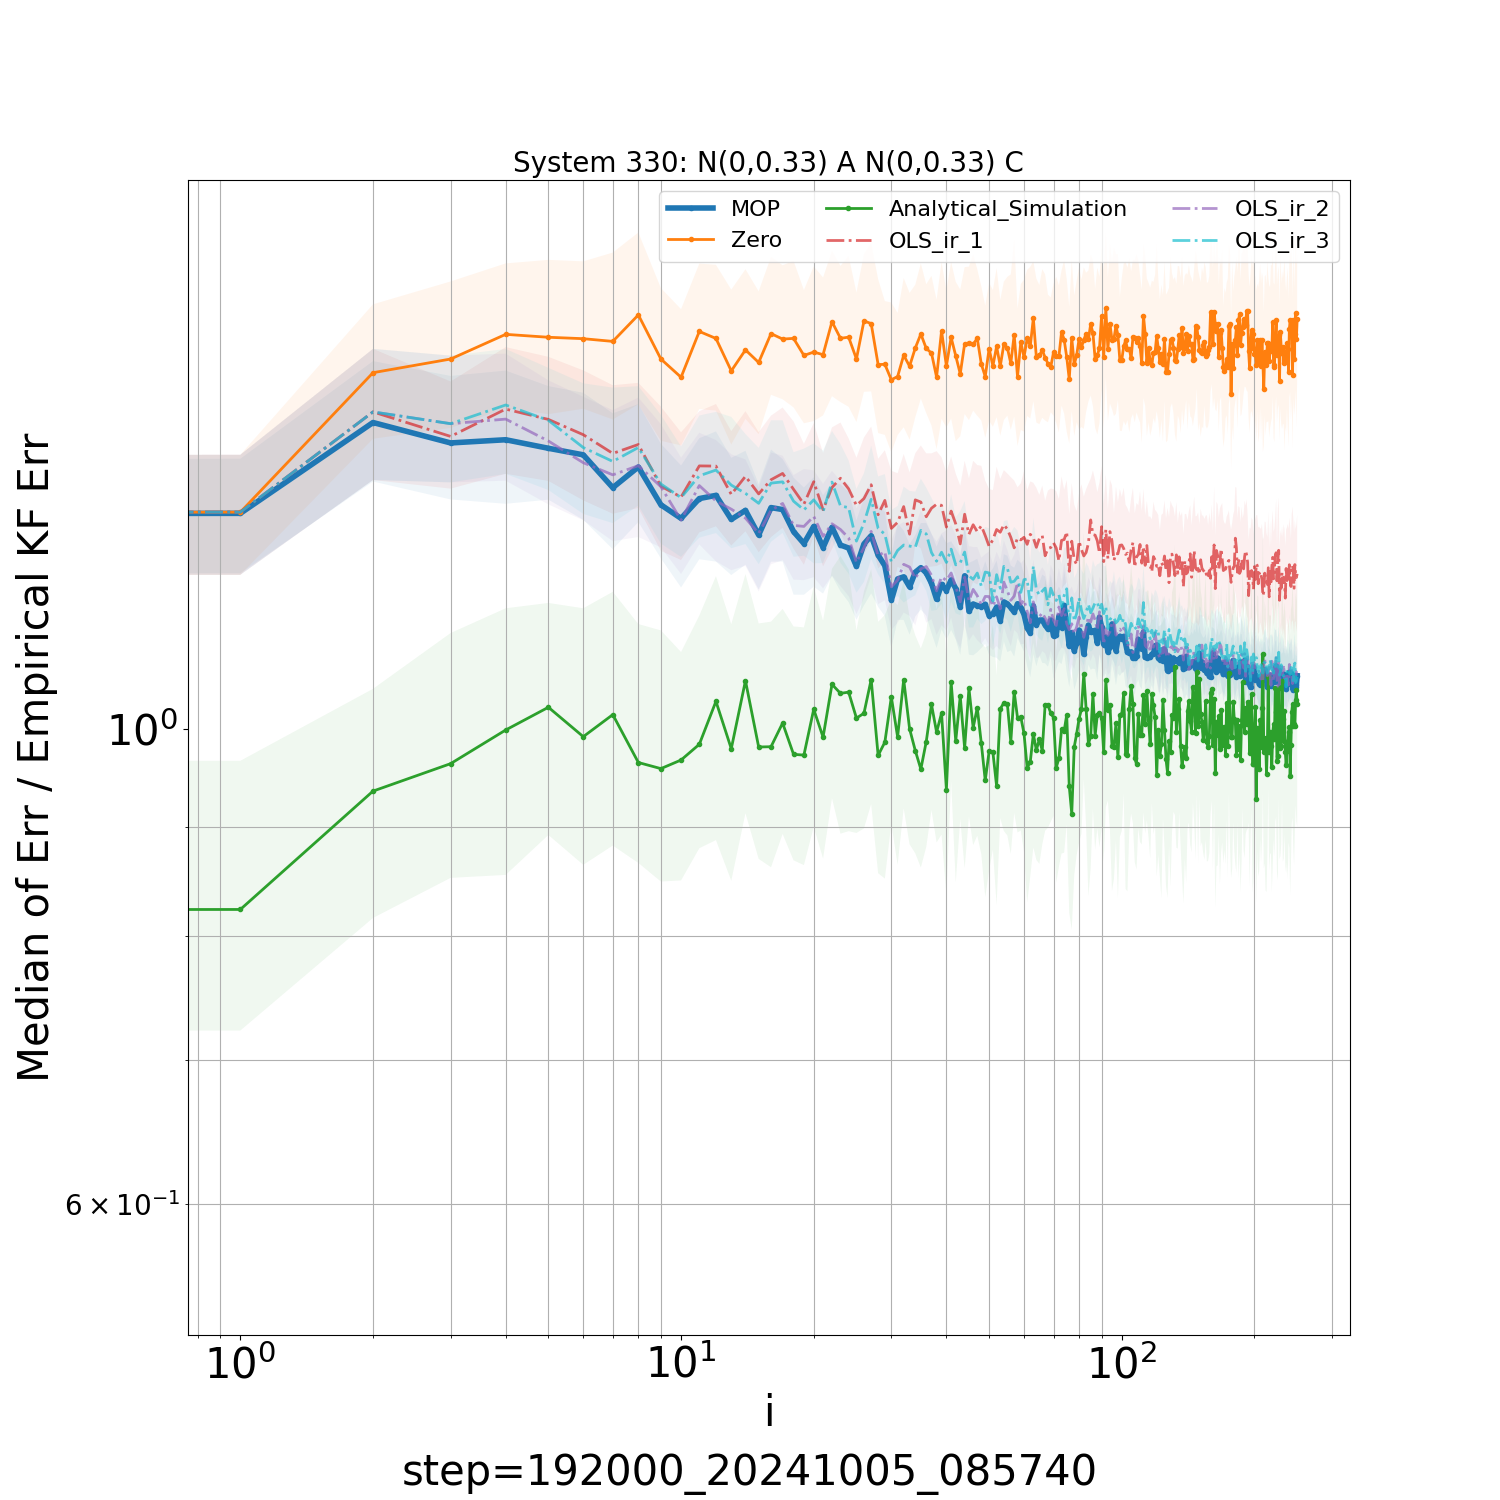 System 330: N(0,0.33) A N(0,0.33) C
MOP
Zero
Analytical_Simulation
OLS_ir_1
OLS_ir_2
OLS_ir_3
Median of Err / Empirical KF Err
10⁰
6 × 10⁻¹
10⁰ 10¹ 10²
i
step=192000_20241005_085740